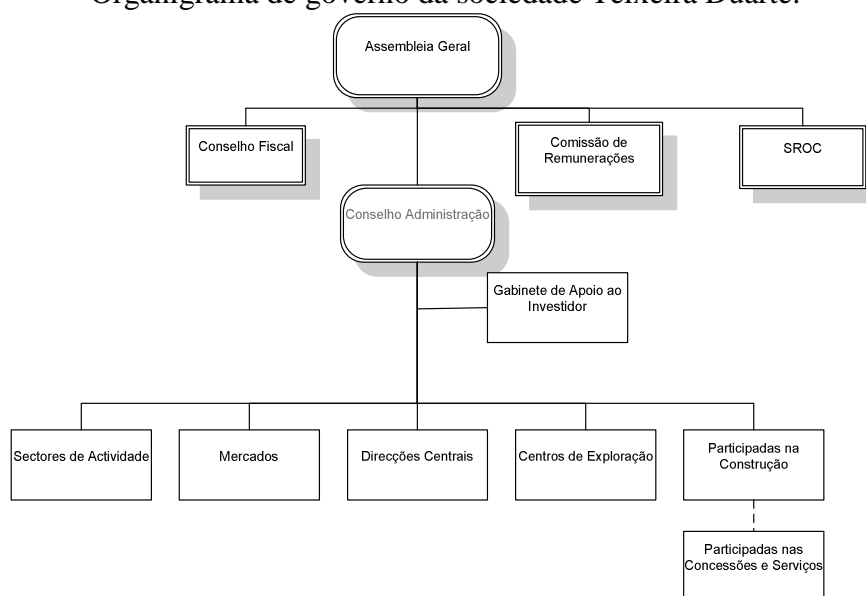 Organigrama de governo da sociedade Teixeira Duarte.
Assembleia Geral
Conselho Fiscal
Comissão de
Remunerações
SROC
Conselho Administração
Gabinete de Apoio ao
Investidor
Sectores de Actividade
Mercados
Direcções Centrais
Centros de Exploração
Participadas na
Construção
Participadas nas
Concessões e Serviços